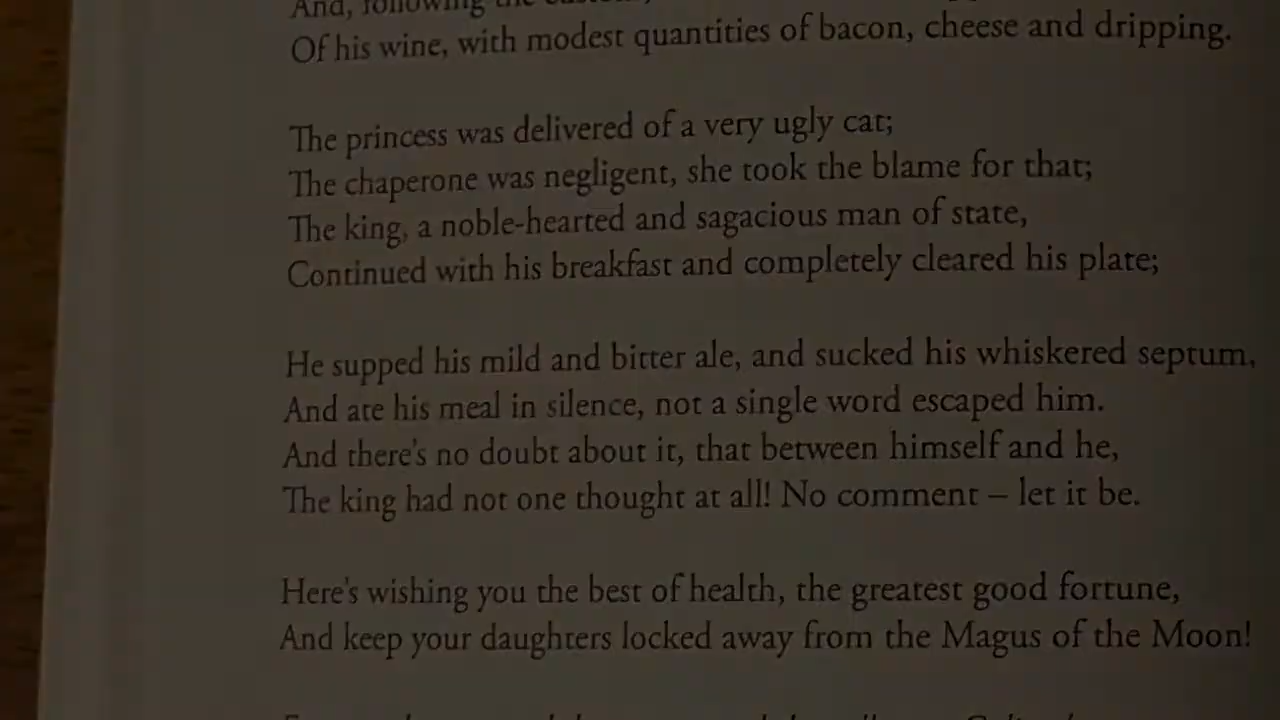 And, following the
Of his wine, with modest quantities of bacon, cheese and dripping.
The princess was delivered of a very ugly cat;
The chaperone was negligent, she took the blame for that;
The king, a noble-hearted and sagacious man of state,
Continued with his breakfast and completely cleared his plate;
He supped his mild and bitter ale, and sucked his whiskered septum,
And ate his meal in silence, not a single word escaped him.
And there's no doubt about it, that between himself and he,
The king had not one thought at all! No comment – let it be.
Here's wishing you the best of health, the greatest good fortune,
And keep your daughters locked away from the Magus of the Moon!